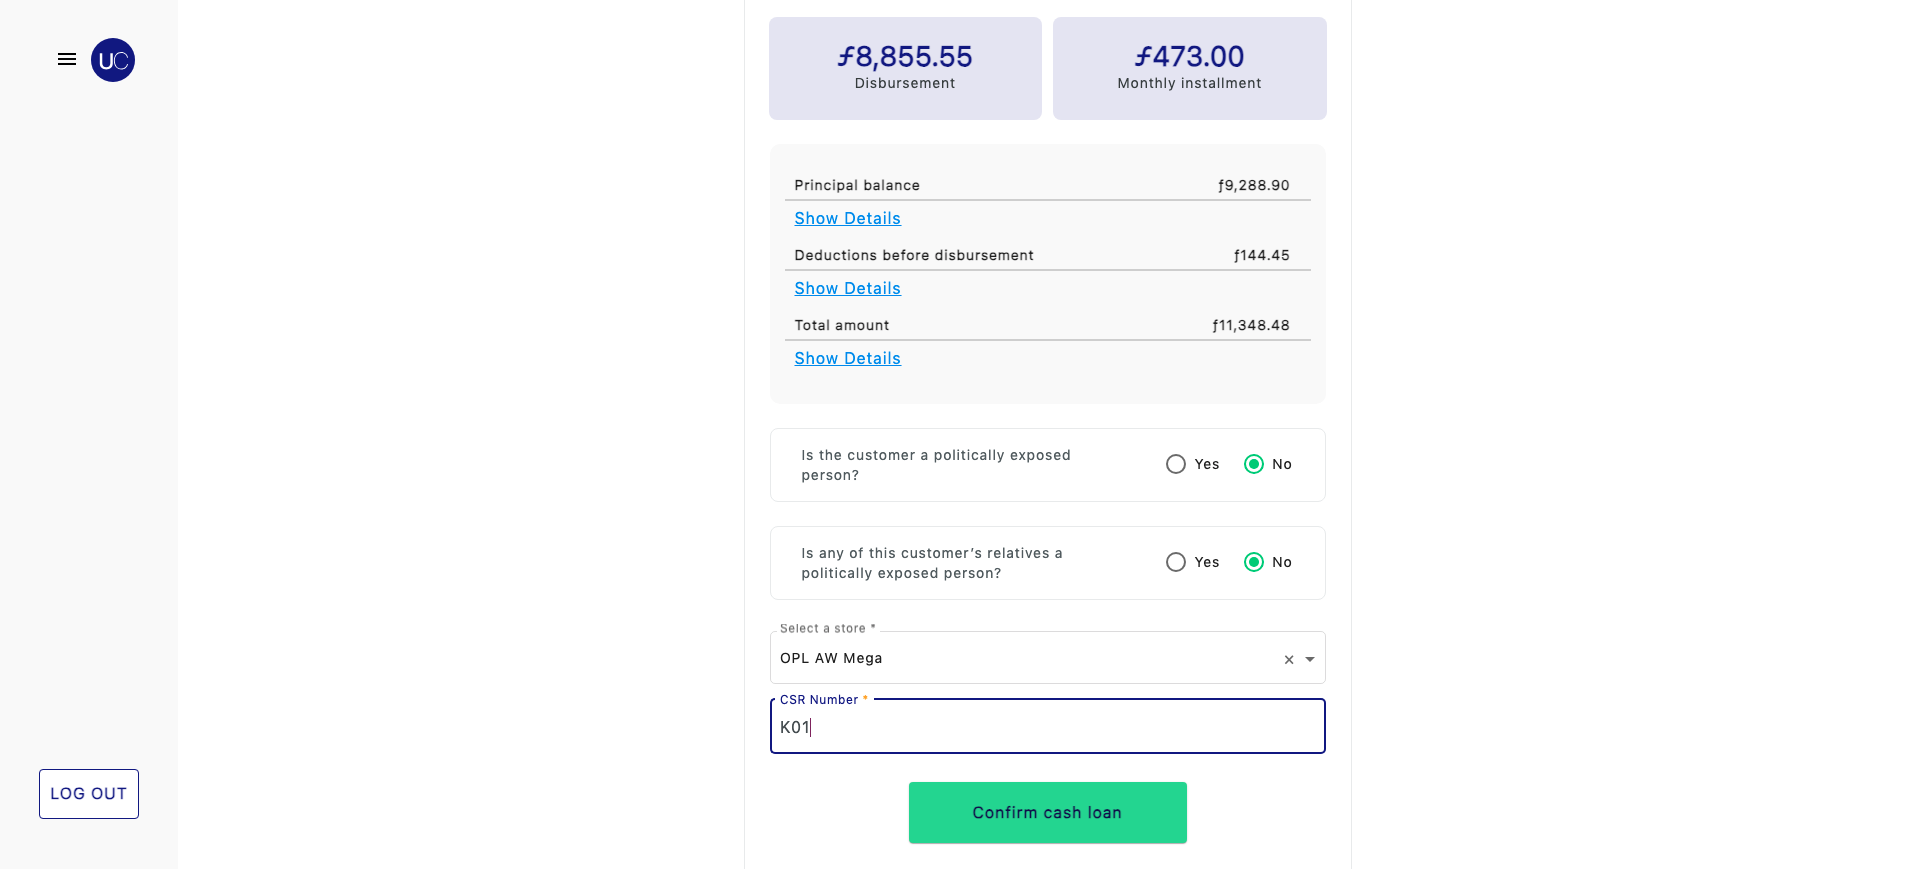 UC
ƒ8,855.55
Disbursement
ƒ473.00
Monthly installment
Principal balance ƒ9,288.90
Show Details
Deductions before disbursement ƒ144.45
Show Details
Total amount ƒ11,348.48
Show Details
Is the customer a politically exposed
person?
Yes No
Is any of this customer’s relatives a
politically exposed person?
Yes No
Select a store *
OPL AW Mega
CSR Number *
K01
Confirm cash loan
LOG OUT